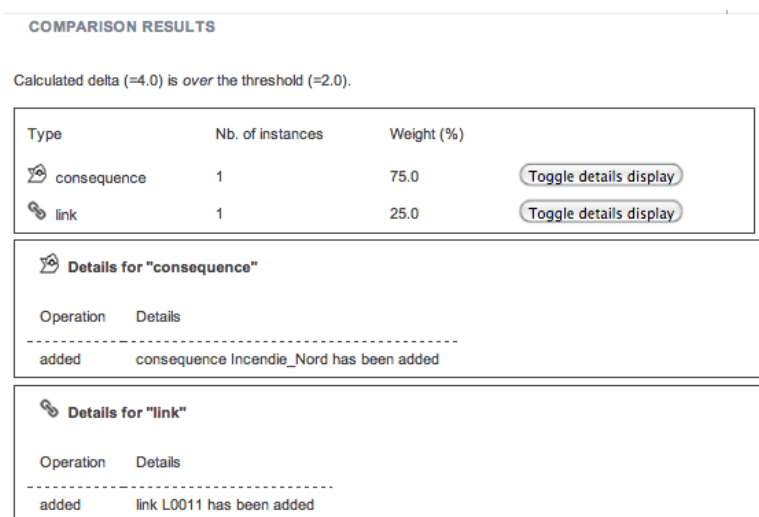 COMPARISON RESULTS
Calculated delta (=4.0) is over the threshold (=2.0).
Type Nb. of instances Weight (%)
consequence 1 75.0 Toggle details display
link 1 25.0 Toggle details display
Details for "consequence"
Operation Details
added consequence Incendie_Nord has been added
Details for "link"
Operation Details
added link L0011 has been added